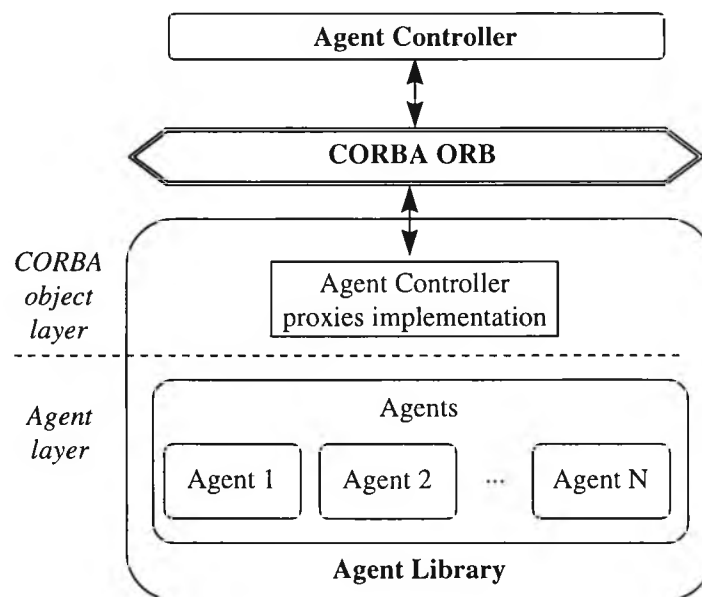 Agent Controller
CORBA ORB
CORBA
object
layer
Agent Controller
proxies implementation
Agent
layer
Agents
Agent 1
Agent 2
...
Agent N
Agent Library